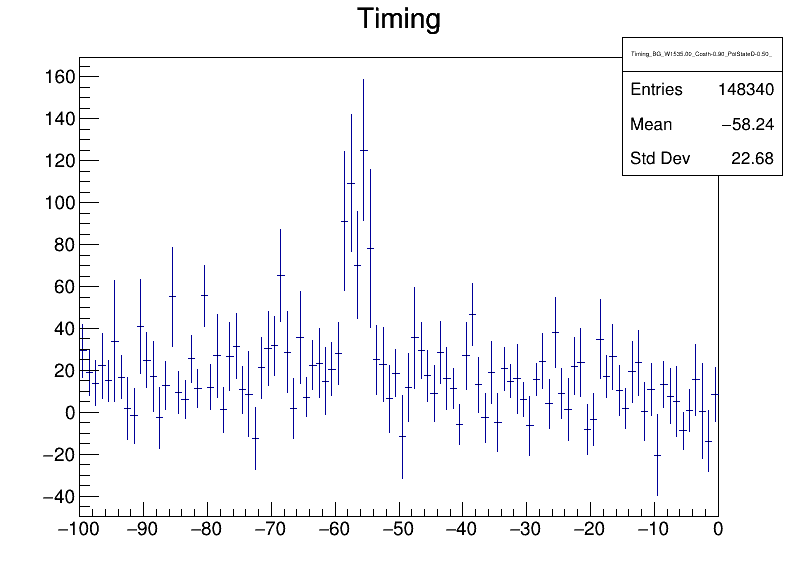 Timing
Timing_BG_W1535.00_Costh-0.90_PolStateD-0.50_
Entries 148340
Mean −58.24
Std Dev 22.68
160
140
120
100
80
60
40
20
0
−20
−40
−100 −90 −80 −70 −60 −50 −40 −30 −20 −10 0